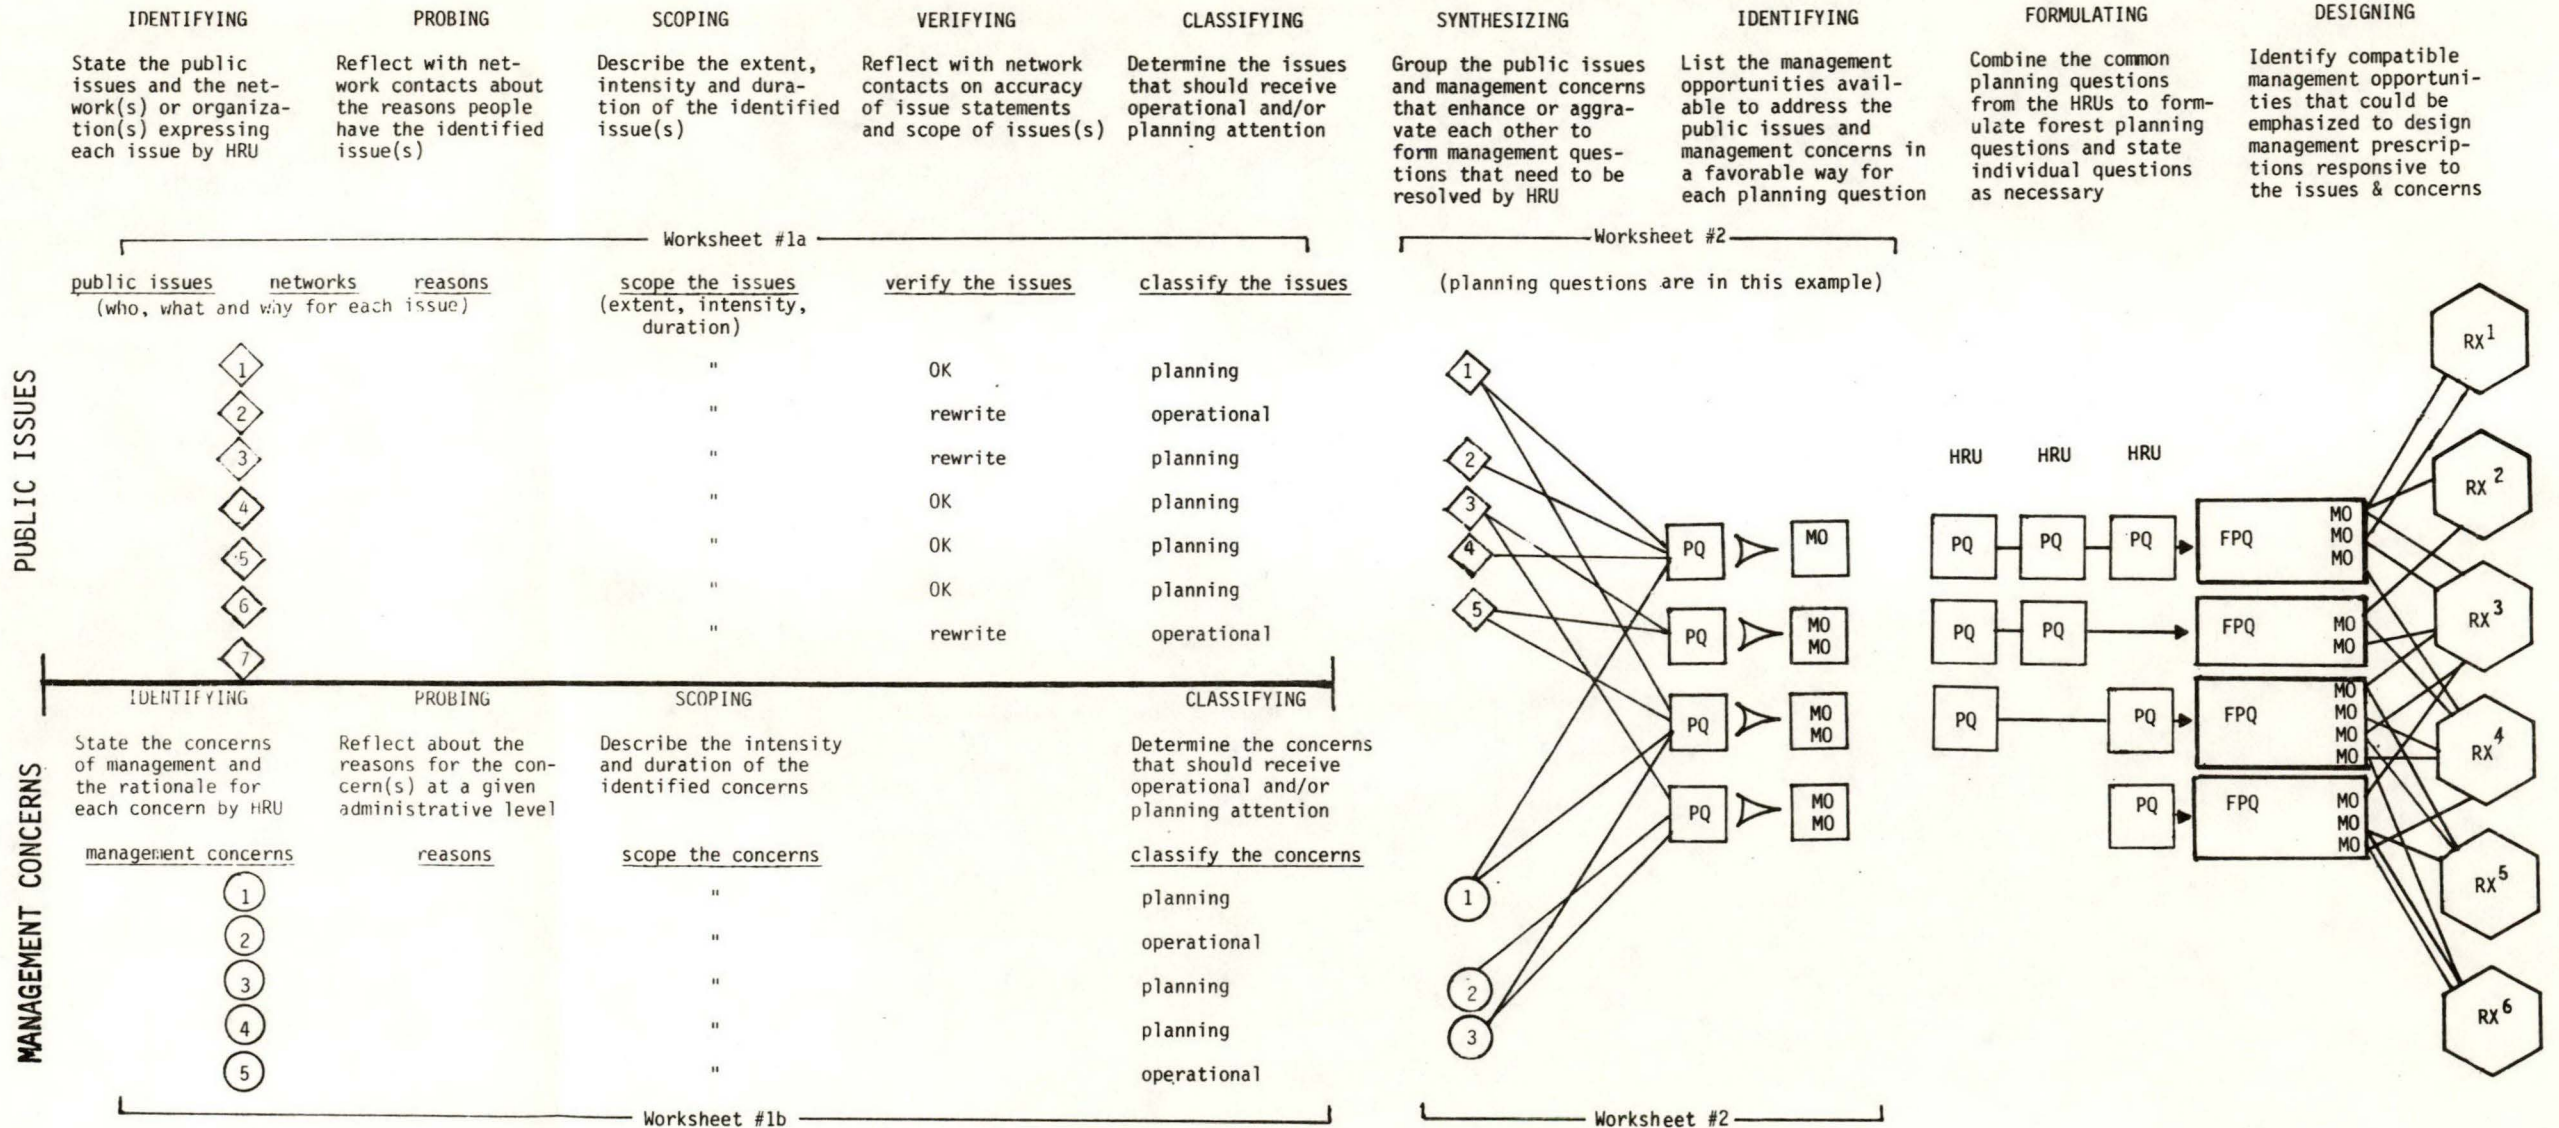 IDENTIFYING
State the public
issues and the net-
work(s) or organiza-
tion(s) expressing
each issue by HRU
PROBING
Reflect with net-
work contacts about
the reasons people
have the identified
issue(s)
SCOPING
Describe the extent,
intensity and dura-
tion of the identified
issue(s)
VERIFYING
Reflect with network
contacts on accuracy
of issue statements
and scope of issues(s)
CLASSIFYING
Determine the issues
that should receive
operational and/or
planning attention
SYNTHESIZING
Group the public issues
and management concerns
that enhance or aggra-
vate each other to
form management ques-
tions that need to be
resolved by HRU
IDENTIFYING
List the management
opportunities avail-
able to address the
public issues and
management concerns in
a favorable way for
each planning question
FORMULATING
Combine the common
planning questions
from the HRUs to form-
ulate forest planning
questions and state
individual questions
as necessary
DESIGNING
Identify compatible
management opportuni-
ties that could be
emphasized to design
management prescrip-
tions responsive to
the issues & concerns
Worksheet #1a
Worksheet #2
PUBLIC ISSUES
public issues networks reasons
(who, what and why for each issue)
scope the issues
(extent, intensity,
duration)
verify the issues
classify the issues
(planning questions are in this example)
1 " OK planning
2 " rewrite operational
3 " rewrite planning
4 " OK planning
5 " OK planning
6 " OK planning
7 " rewrite operational
MANAGEMENT CONCERNS
IDENTIFYING
State the concerns
of management and
the rationale for
each concern by HRU
PROBING
Reflect about the
reasons for the con-
cern(s) at a given
administrative level
SCOPING
Describe the intensity
and duration of the
identified concerns
CLASSIFYING
Determine the concerns
that should receive
operational and/or
planning attention
management concerns reasons scope the concerns classify the concerns
1 " planning
2 " operational
3 " planning
4 " planning
5 " operational
Worksheet #1b
1
2
3
4
5
1
2
3
PQ MO
PQ MO
MO
PQ MO
MO
PQ MO
MO
Worksheet #2
HRU HRU HRU
PQ PQ PQ FPQ MO
MO
MO
PQ PQ FPQ MO
MO
PQ PQ FPQ MO
MO
MO
MO
PQ FPQ MO
MO
MO
RX1
RX2
RX3
RX4
RX5
RX6